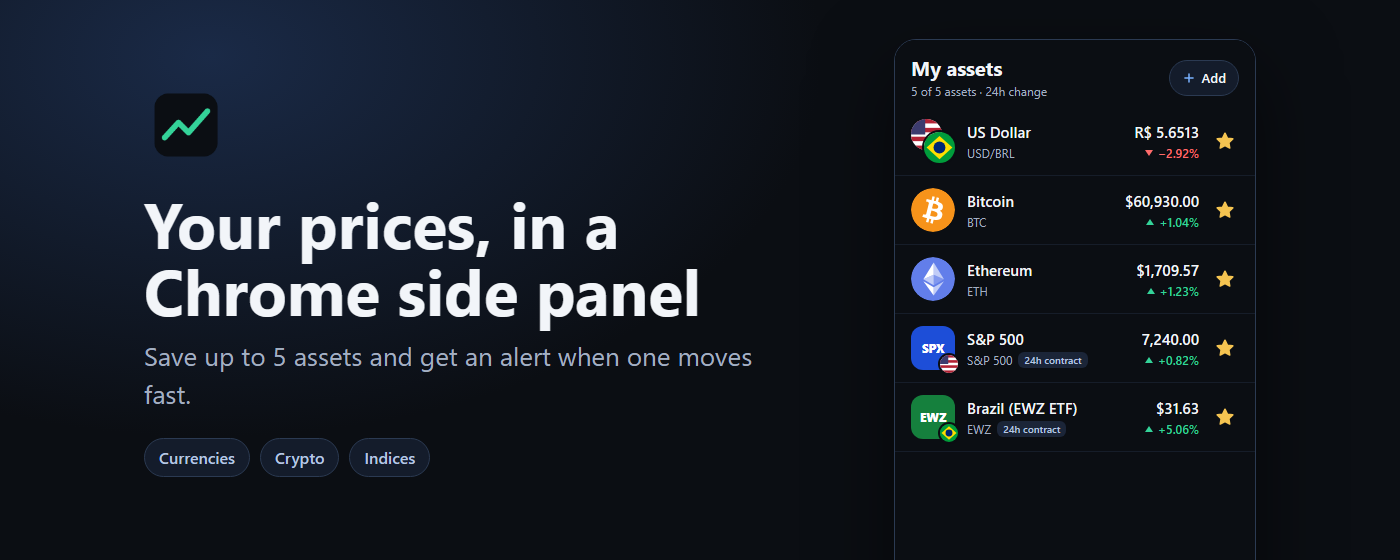 Your prices, in a
Chrome side panel
Save up to 5 assets and get an alert when one moves
fast.
Currencies
Crypto
Indices
My assets
5 of 5 assets · 24h change
+ Add
US Dollar
R$ 5.6513
USD/BRL
▼ −2.92%
Bitcoin
$60,930.00
BTC
▲ +1.04%
Ethereum
$1,709.57
ETH
▲ +1.23%
SPX
S&P 500
7,240.00
S&P 500 24h contract
▲ +0.82%
EWZ
Brazil (EWZ ETF)
$31.63
EWZ 24h contract
▲ +5.06%